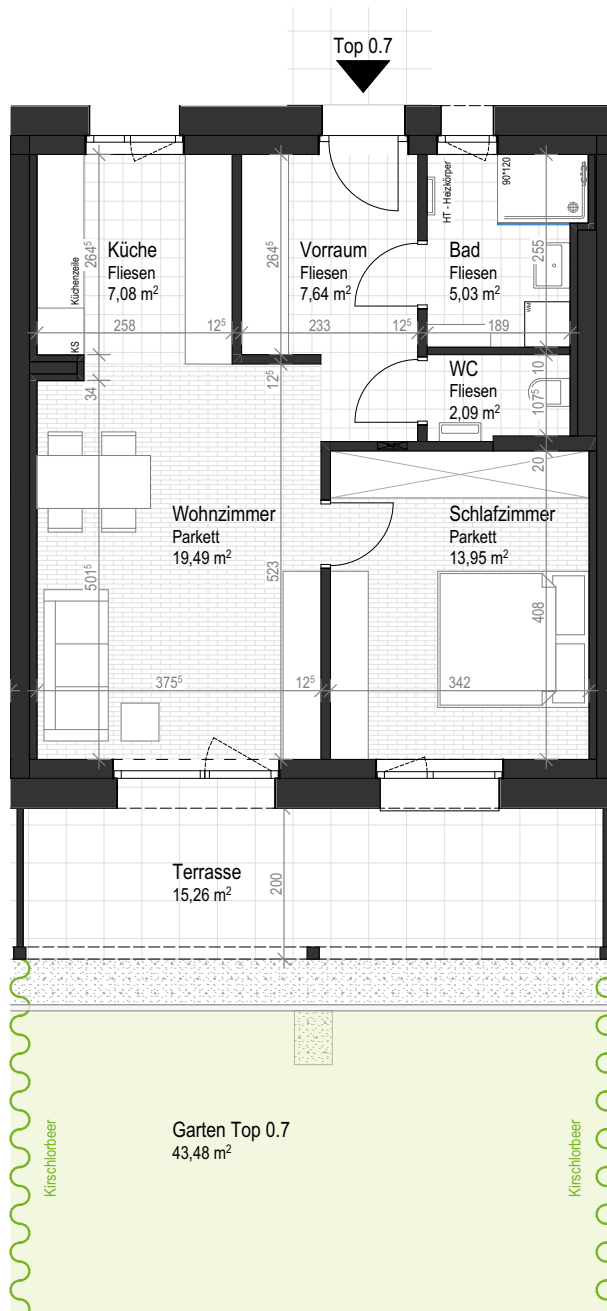 Top 0.7
Küche
Fliesen
7,08 m²
Vorraum
Fliesen
7,64 m²
Bad
Fliesen
5,03 m²
WC
Fliesen
2,09 m²
Wohnzimmer
Parkett
19,49 m²
Schlafzimmer
Parkett
13,95 m²
Terrasse
15,26 m²
Garten Top 0.7
43,48 m²
Kirschlorbeer
Kirschlorbeer
Küchenzeile
KS
HT - Heizkörper
90*120
WM
264⁵
264⁵
255
258
12⁵
233
12⁵
189
34
12⁵
10
107⁵
20
501⁵
523
408
375⁵
12⁵
342
200